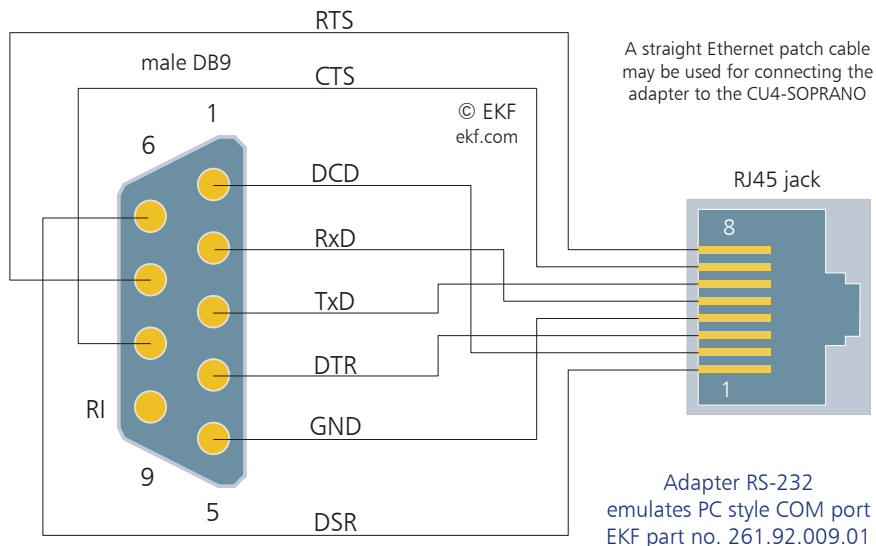 RTS
male DB9
CTS
A straight Ethernet patch cable
may be used for connecting the
adapter to the CU4-SOPRANO
© EKF
ekf.com
1
6
DCD
RJ45 jack
8
RxD
TxD
DTR
1
RI
GND
9
5
DSR
Adapter RS-232
emulates PC style COM port
EKF part no. 261.92.009.01